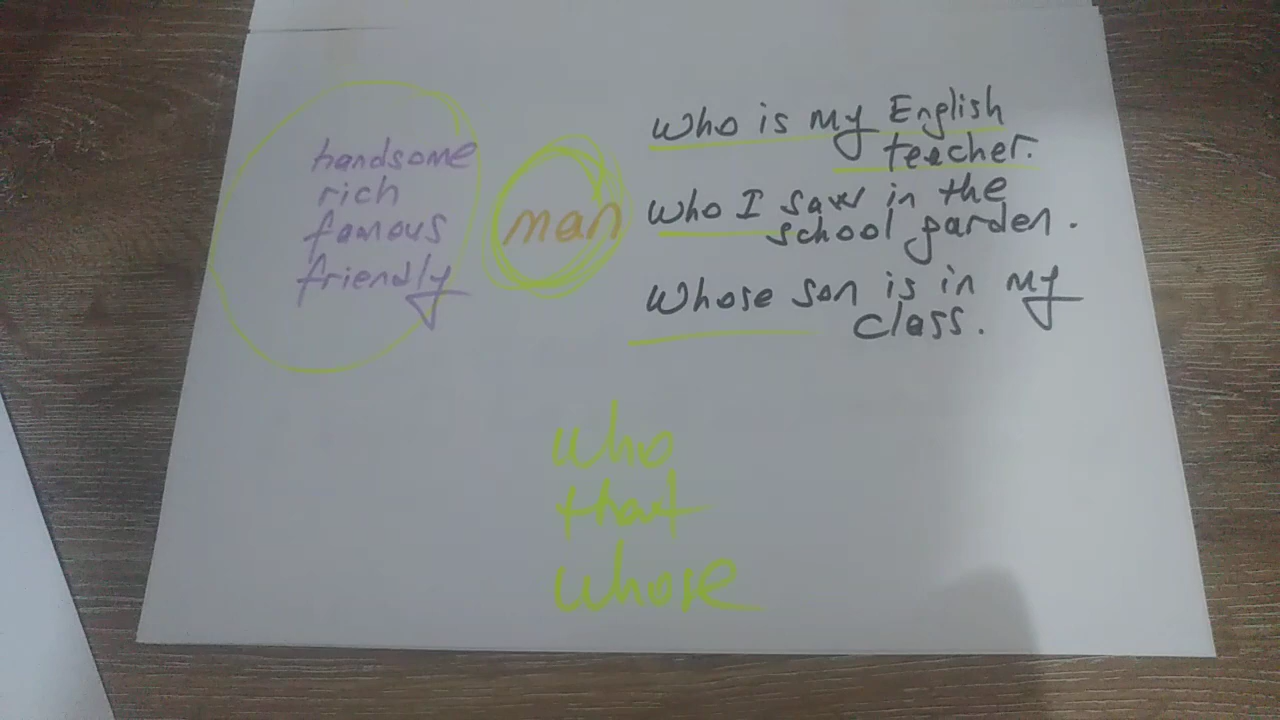 handsome
rich
famous
friendly
man
Who is my English
teacher.
Who I saw in the
school garden.
Whose son is in my
class.
who
that
whose